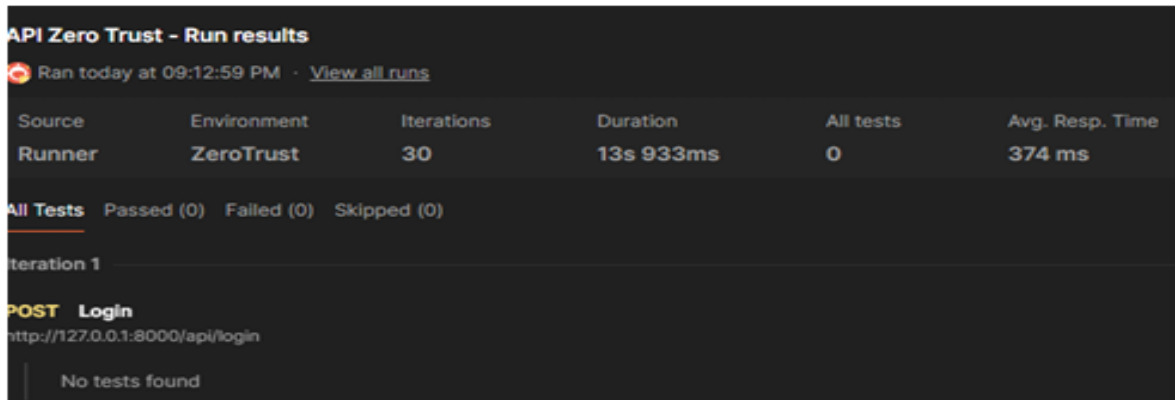 API Zero Trust - Run results
Ran today at 09:12:59 PM · View all runs
Source Environment Iterations Duration All tests Avg. Resp. Time
Runner ZeroTrust 30 13s 933ms 0 374 ms
All Tests Passed (0) Failed (0) Skipped (0)
Iteration 1
POST Login
http://127.0.0.1:8000/api/login
No tests found